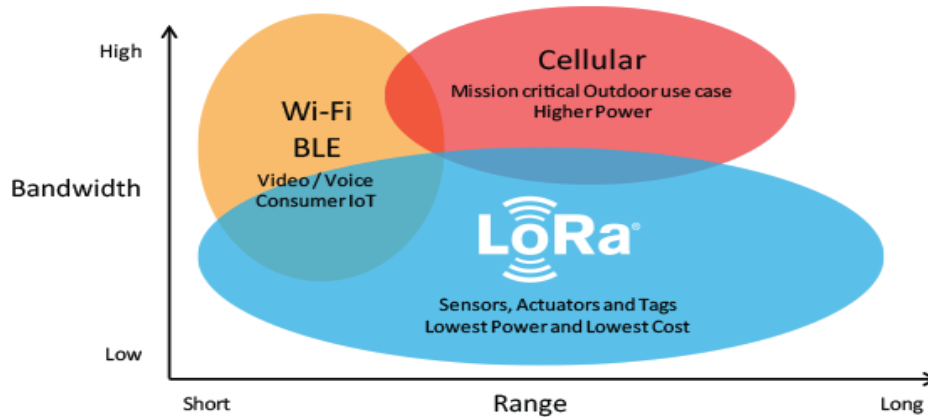 High
Cellular
Mission critical Outdoor use case
Higher Power
Wi-Fi
BLE
Video / Voice
Consumer IoT
Bandwidth
LoRa®
Sensors, Actuators and Tags
Lowest Power and Lowest Cost
Low
Short
Range
Long